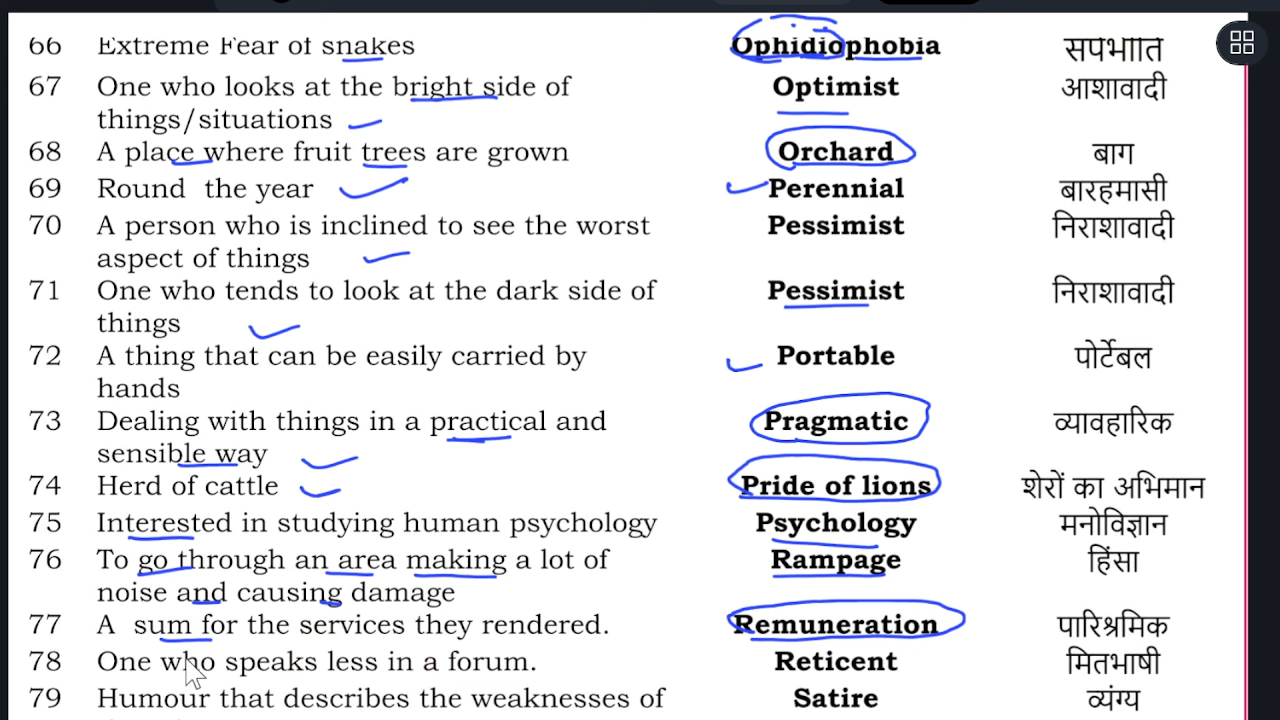 66 Extreme Fear of snakes Ophidiophobia सर्पभीति
67 One who looks at the bright side of Optimist आशावादी
things/situations
68 A place where fruit trees are grown Orchard बाग
69 Round the year Perennial बारहमासी
70 A person who is inclined to see the worst Pessimist निराशावादी
aspect of things
71 One who tends to look at the dark side of Pessimist निराशावादी
things
72 A thing that can be easily carried by Portable पोर्टेबल
hands
73 Dealing with things in a practical and Pragmatic व्यावहारिक
sensible way
74 Herd of cattle Pride of lions शेरों का अभिमान
75 Interested in studying human psychology Psychology मनोविज्ञान
76 To go through an area making a lot of Rampage हिंसा
noise and causing damage
77 A sum for the services they rendered. Remuneration पारिश्रमिक
78 One who speaks less in a forum. Reticent मितभाषी
79 Humour that describes the weaknesses of Satire व्यंग्य